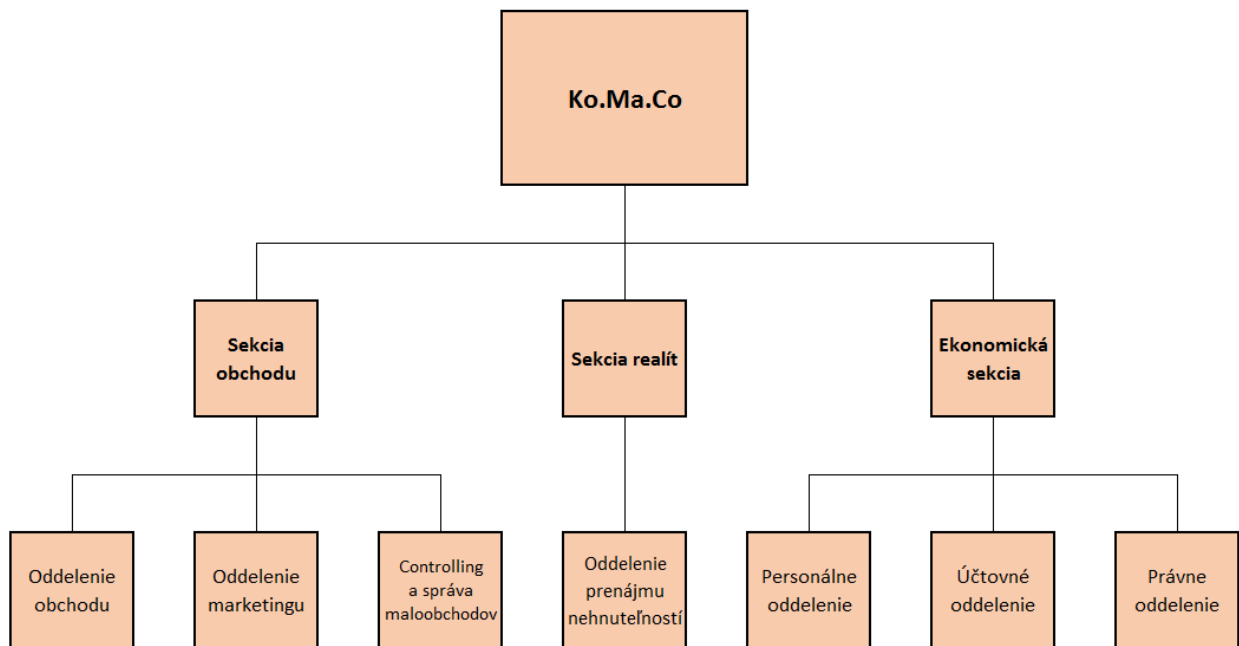 Ko.Ma.Co
Sekcia
obchodu
Sekcia realít
Ekonomická
sekcia
Oddelenie
obchodu
Oddelenie
marketingu
Controlling
a správa
maloobchodov
Oddelenie
prenájmu
nehnuteľností
Personálne
oddelenie
Účtovné
oddelenie
Právne
oddelenie